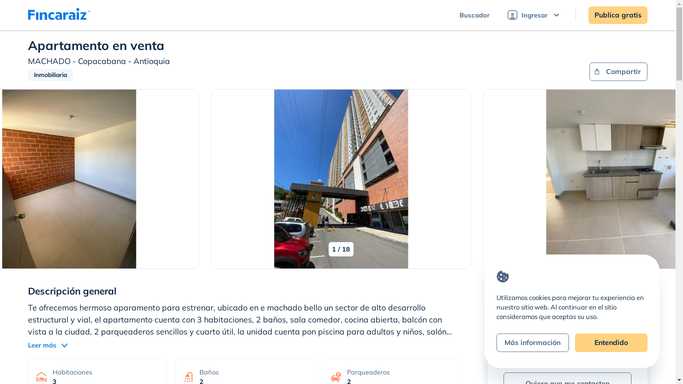 Fincaraiz
Buscador
Ingresar
Publica gratis
Apartamento en venta
MACHADO - Copacabana - Antioquia
Inmobiliaria
Compartir
1 / 18
Descripción general
Te ofrecemos hermoso aparamento para estrenar, ubicado en e machado bello un sector de alto desarrollo
estructural y vial, el apartamento cuenta con 3 habitaciones, 2 baños, sala comedor, cocina abierta, balcón con
vista a la ciudad, 2 parqueaderos sencillos y cuarto útil, la unidad cuenta pon piscina para adultos y niños, salón...
Leer más
Habitaciones
3
Baños
2
Parqueaderos
2
Utilizamos cookies para mejorar tu experiencia en
nuestro sitio web. Al continuar en el sitio
consideramos que aceptas su uso.
Más información
Entendido
Quiero que me contacten